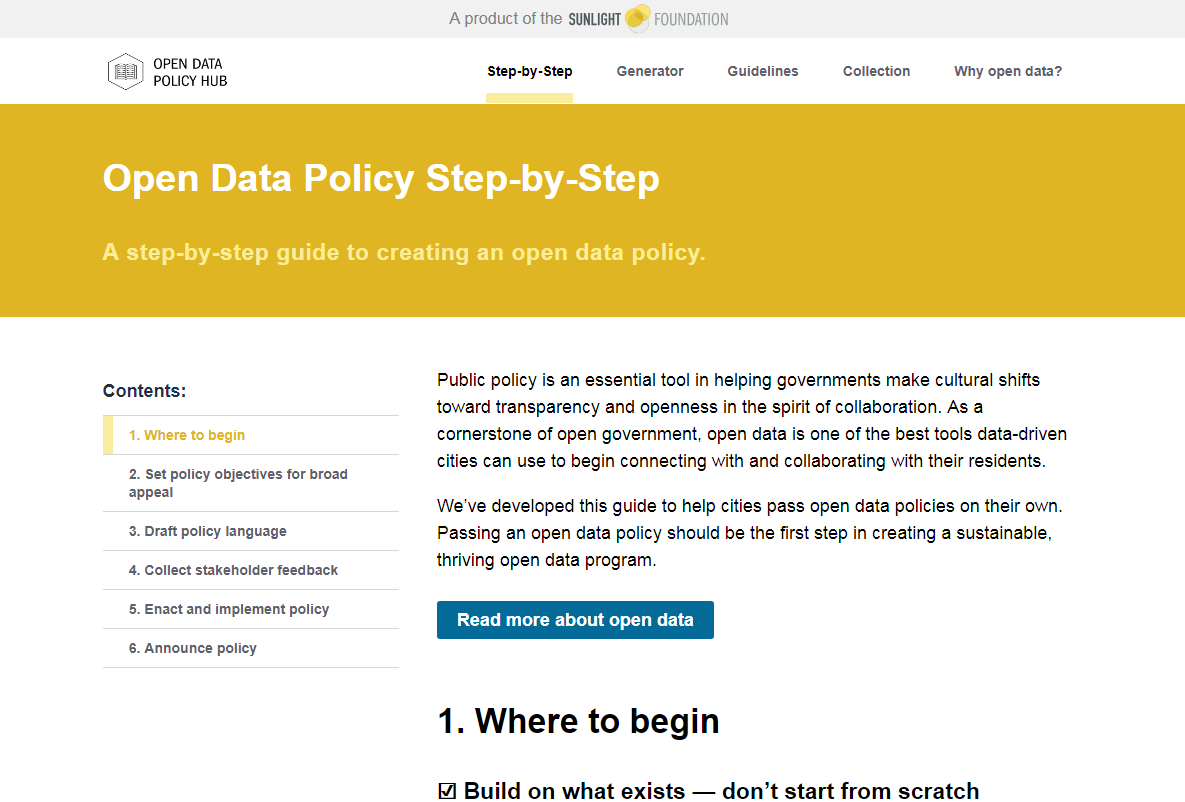 A product of the SUNLIGHT FOUNDATION
OPEN DATA
POLICY HUB
Step-by-Step Generator Guidelines Collection Why open data?
Open Data Policy Step-by-Step
A step-by-step guide to creating an open data policy.
Contents:
1. Where to begin
2. Set policy objectives for broad
appeal
3. Draft policy language
4. Collect stakeholder feedback
5. Enact and implement policy
6. Announce policy
Public policy is an essential tool in helping governments make cultural shifts
toward transparency and openness in the spirit of collaboration. As a
cornerstone of open government, open data is one of the best tools data-driven
cities can use to begin connecting with and collaborating with their residents.
We’ve developed this guide to help cities pass open data policies on their own.
Passing an open data policy should be the first step in creating a sustainable,
thriving open data program.
Read more about open data
1. Where to begin
☑ Build on what exists — don’t start from scratch